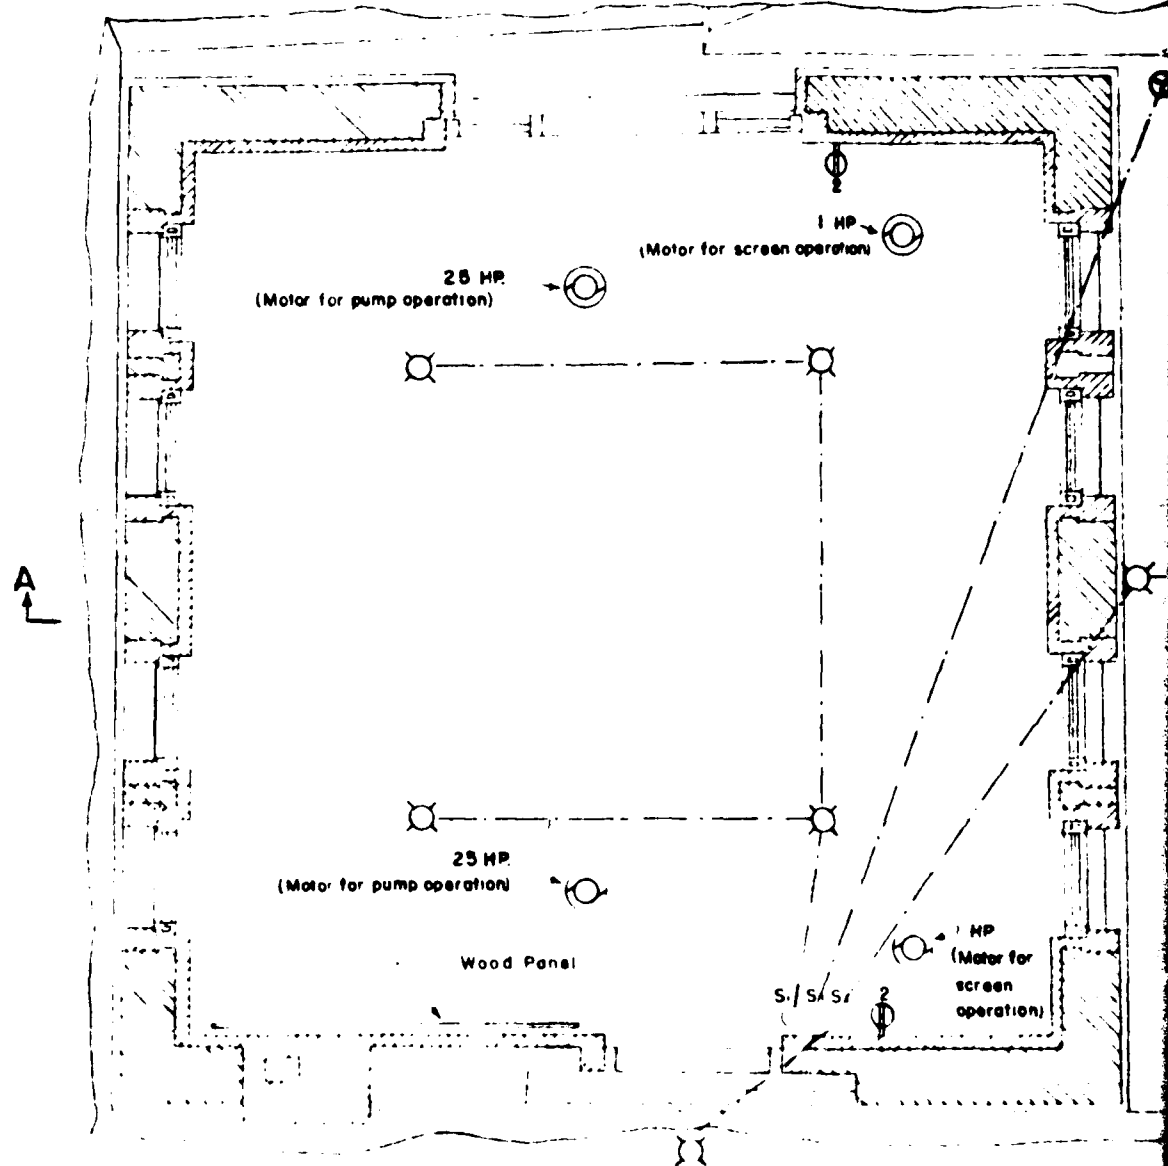 2
1 HP
(Motor for screen operation)
25 HP.
(Motor for pump operation)
A
25 HP.
(Motor for pump operation)
HP
Wood Panel
(Motor for
screen
operation)
S S S 2